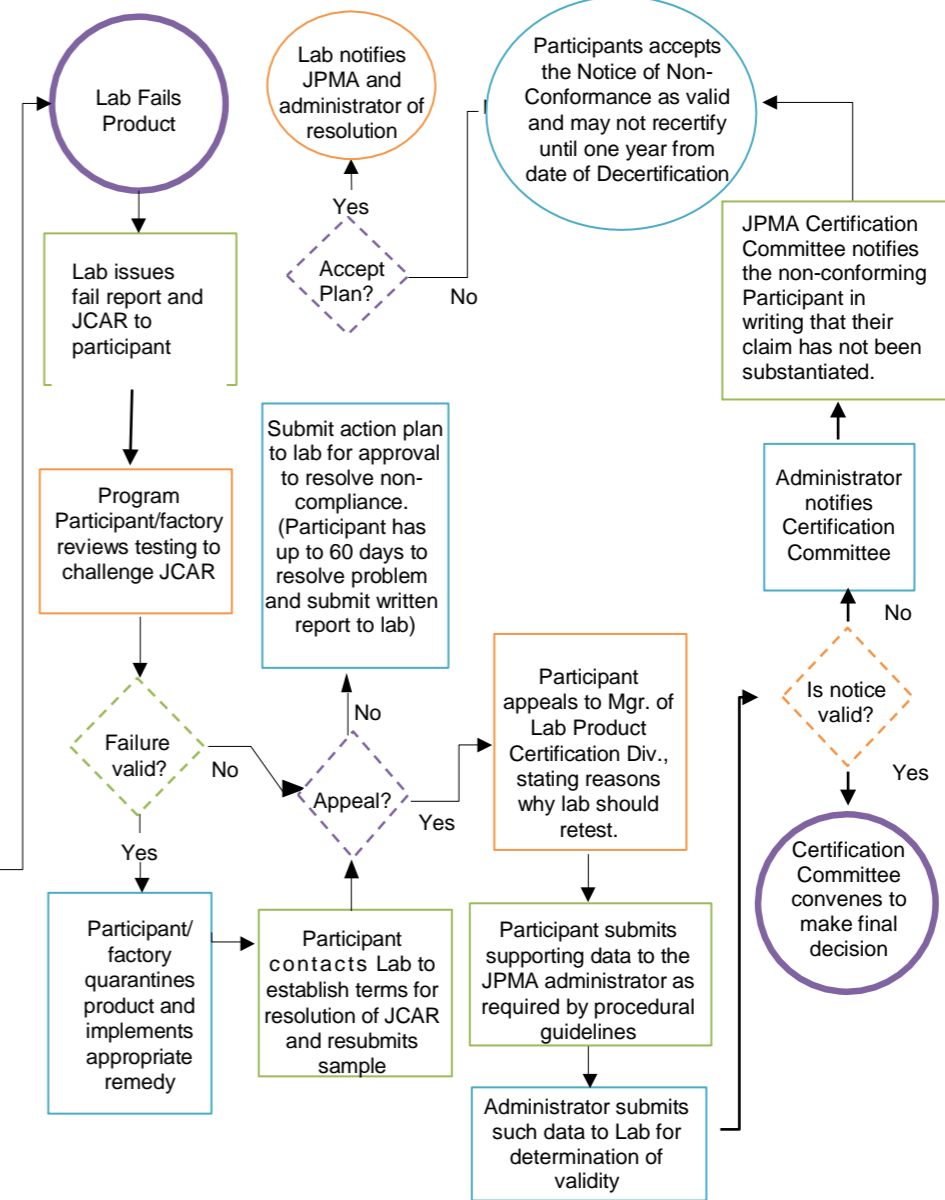 Lab Fails
Product
Lab notifies
JPMA and
administrator of
resolution
Participants accepts
the Notice of Non-
Conformance as valid
and may not recertify
until one year from
date of Decertification
Yes
Accept
Plan?
No
JPMA Certification
Committee notifies
the non-conforming
Participant in
writing that their
claim has not been
substantiated.
Lab issues
fail report and
JCAR to
participant
Submit action plan
to lab for approval
to resolve non-
compliance.
(Participant has
up to 60 days to
resolve problem
and submit written
report to lab)
Administrator
notifies
Certification
Committee
Program
Participant/factory
reviews testing to
challenge JCAR
No
Is notice
valid?
Yes
Participant
appeals to Mgr. of
Lab Product
Certification Div.,
stating reasons
why lab should
retest.
Failure
valid?
No
Yes
No
Appeal?
Yes
Certification
Committee
convenes to
make final
decision
Participant/
factory
quarantines
product and
implements
appropriate
remedy
Participant
contacts Lab to
establish terms for
resolution of JCAR
and resubmits
sample
Participant submits
supporting data to the
JPMA administrator as
required by procedural
guidelines
Administrator submits
such data to Lab for
determination of
validity